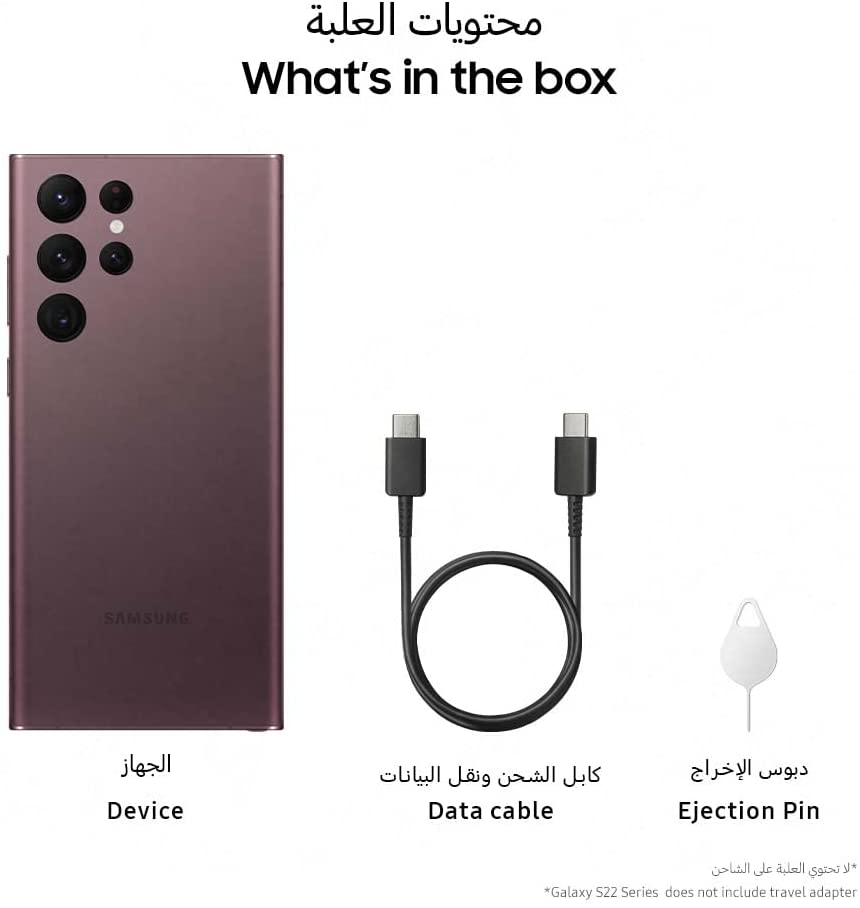 محتويات العلبة
What's in the box
SAMSUNG
الجهاز
Device
كابل الشحن ونقل البيانات
Data cable
دبوس الإخراج
Ejection Pin
*لا تحتوي العلبة على الشاحن
*Galaxy S22 Series does not include travel adapter